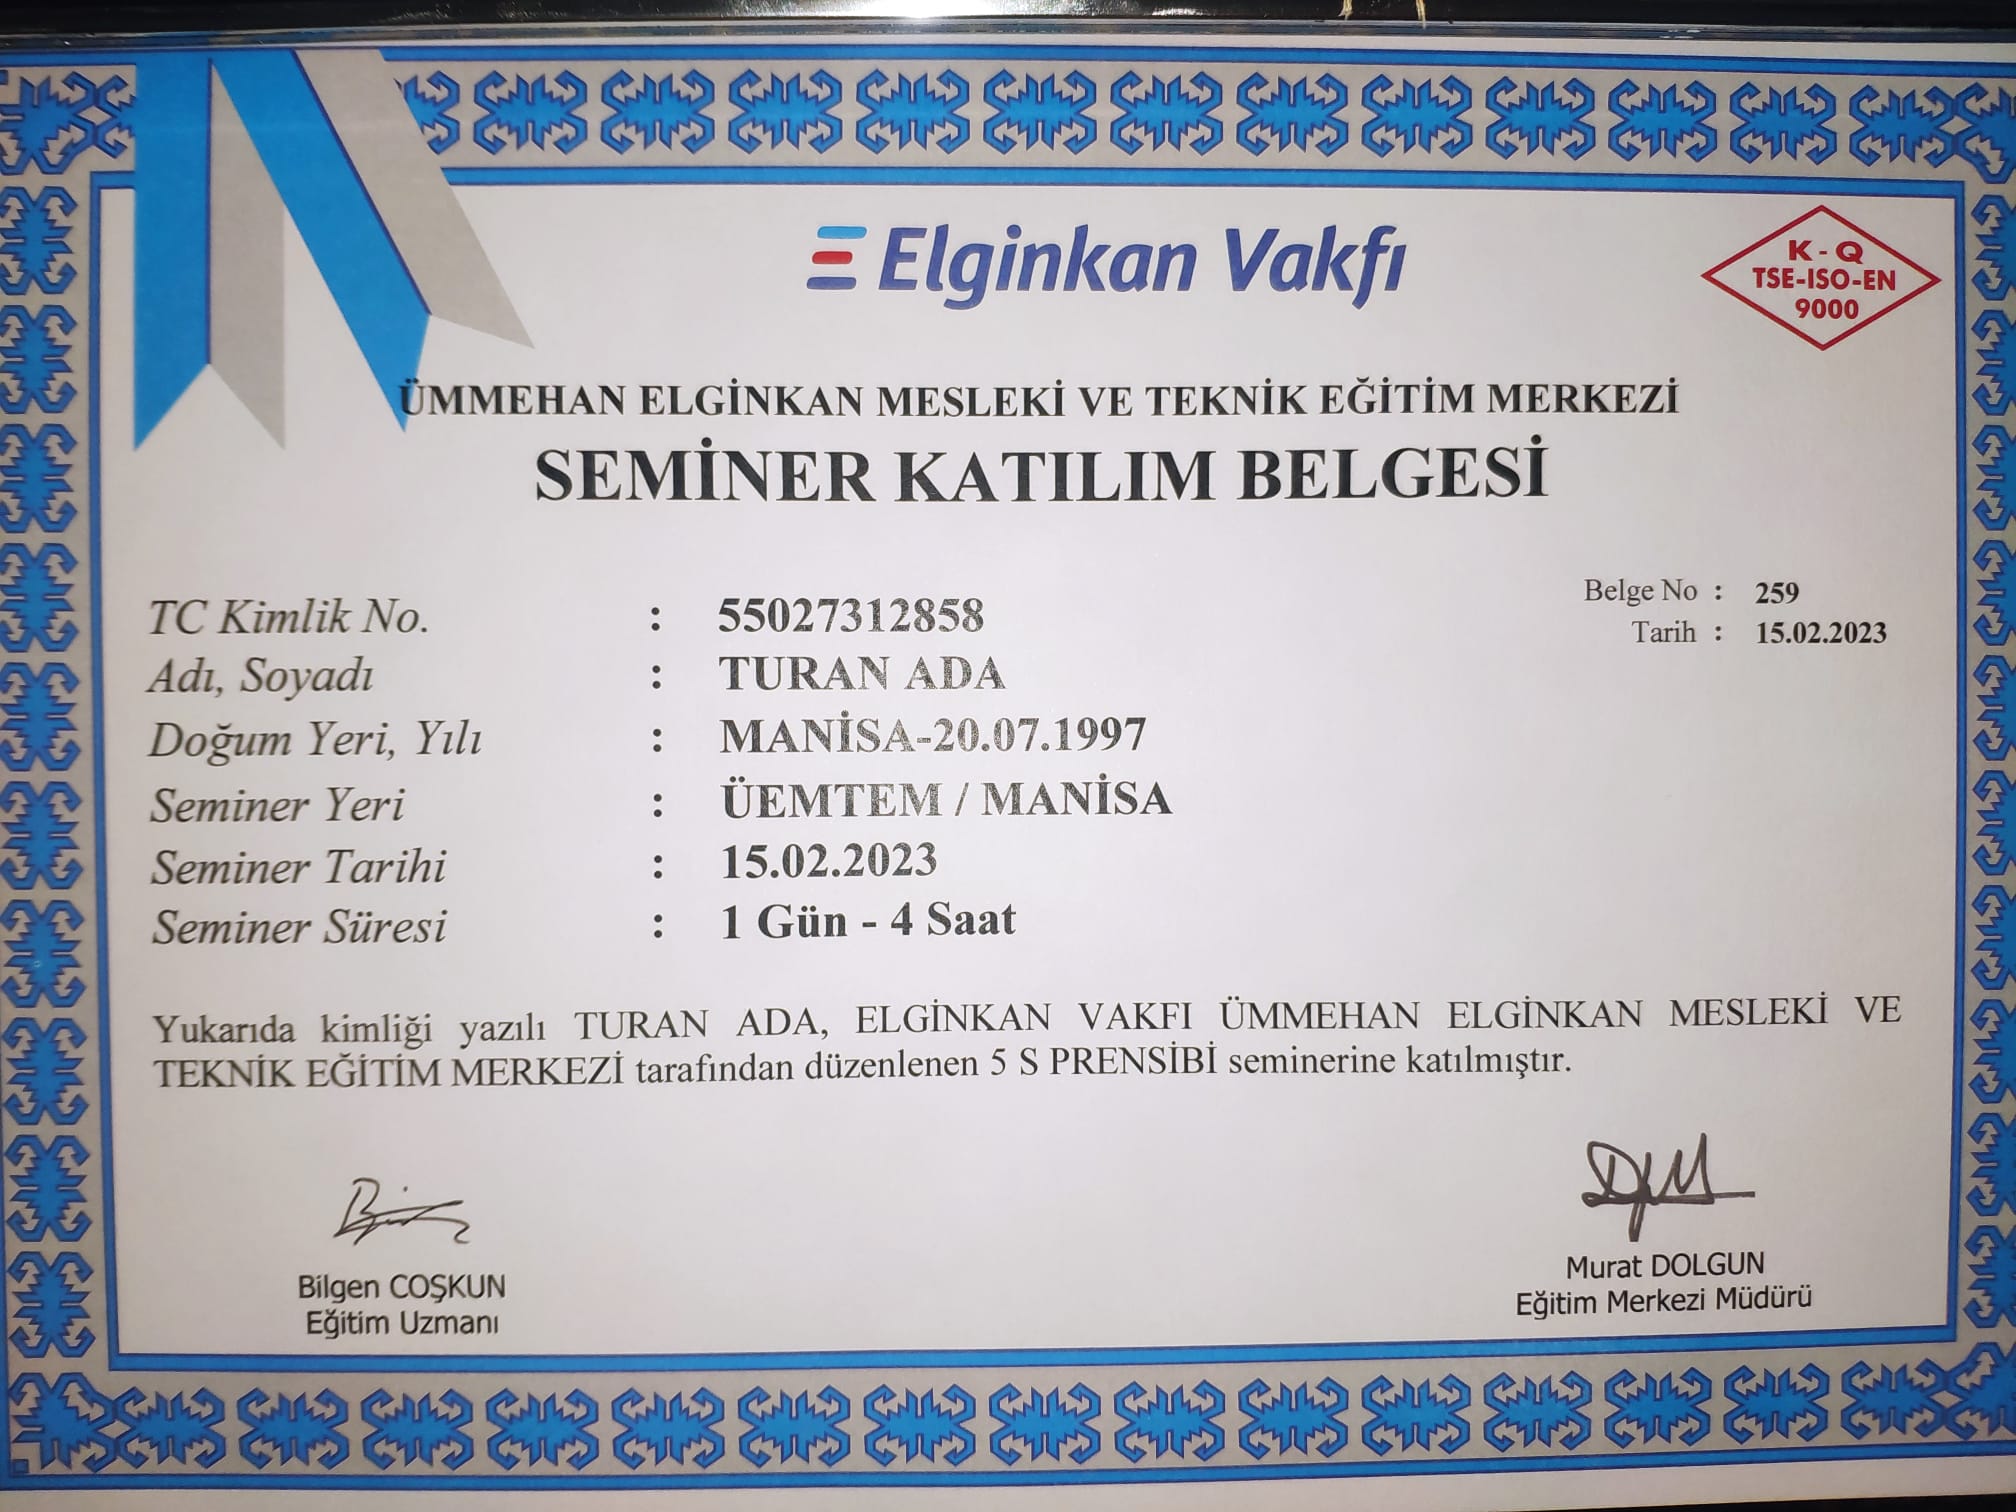 Elginkan Vakfı
K - Q
TSE-ISO-EN
9000
ÜMMEHAN ELGİNKAN MESLEKİ VE TEKNİK EĞİTİM MERKEZİ
SEMİNER KATILIM BELGESİ
Belge No : 259
Tarih : 15.02.2023
TC Kimlik No. : 55027312858
Adı, Soyadı : TURAN ADA
Doğum Yeri, Yılı : MANİSA-20.07.1997
Seminer Yeri : ÜEMTEM / MANİSA
Seminer Tarihi : 15.02.2023
Seminer Süresi : 1 Gün - 4 Saat
Yukarıda kimliği yazılı TURAN ADA, ELGİNKAN VAKFI ÜMMEHAN ELGİNKAN MESLEKİ VE
TEKNİK EĞİTİM MERKEZİ tarafından düzenlenen 5 S PRENSİBİ seminerine katılmıştır.
Bilgen COŞKUN
Eğitim Uzmanı
Murat DOLGUN
Eğitim Merkezi Müdürü